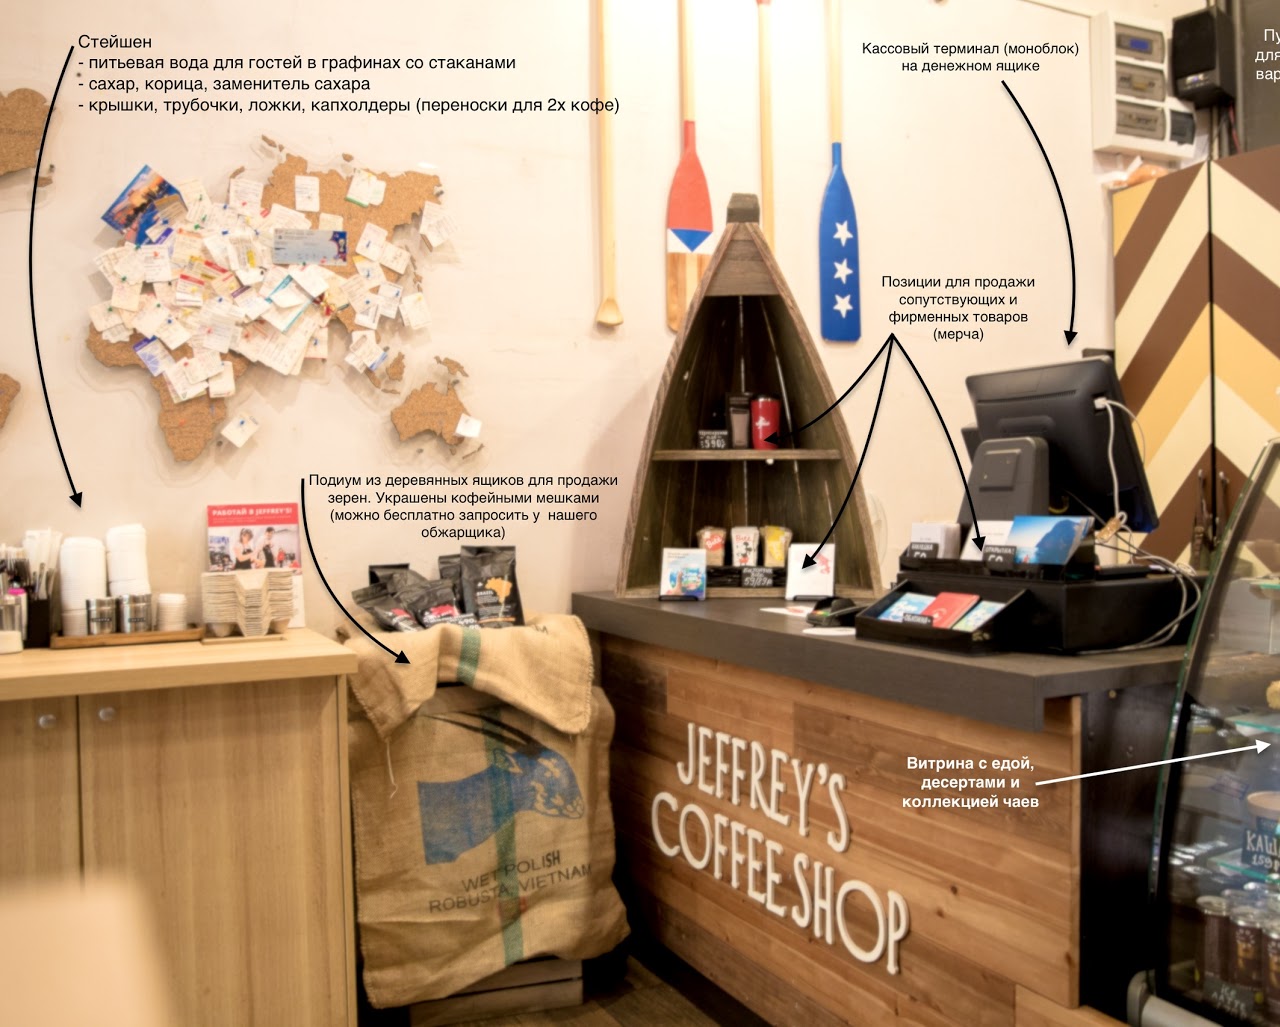 Стейшен
- питьевая вода для гостей в графинах со стаканами
- сахар, корица, заменитель сахара
- крышки, трубочки, ложки, капхолдеры (переноски для 2х кофе)
Кассовый терминал (моноблок)
на денежном ящике
Позиции для продажи
сопутствующих и
фирменных товаров
(мерча)
Подиум из деревянных ящиков для продажи
зерен. Украшены кофейными мешками
(можно бесплатно запросить у нашего
обжарщика)
РАБОТАЙ В JEFFREY'S!
Витрина с едой,
десертами и
коллекцией чаев
JEFFREY'S
COFFEE SHOP
WET POLISH
ROBUSTA VIETNAM